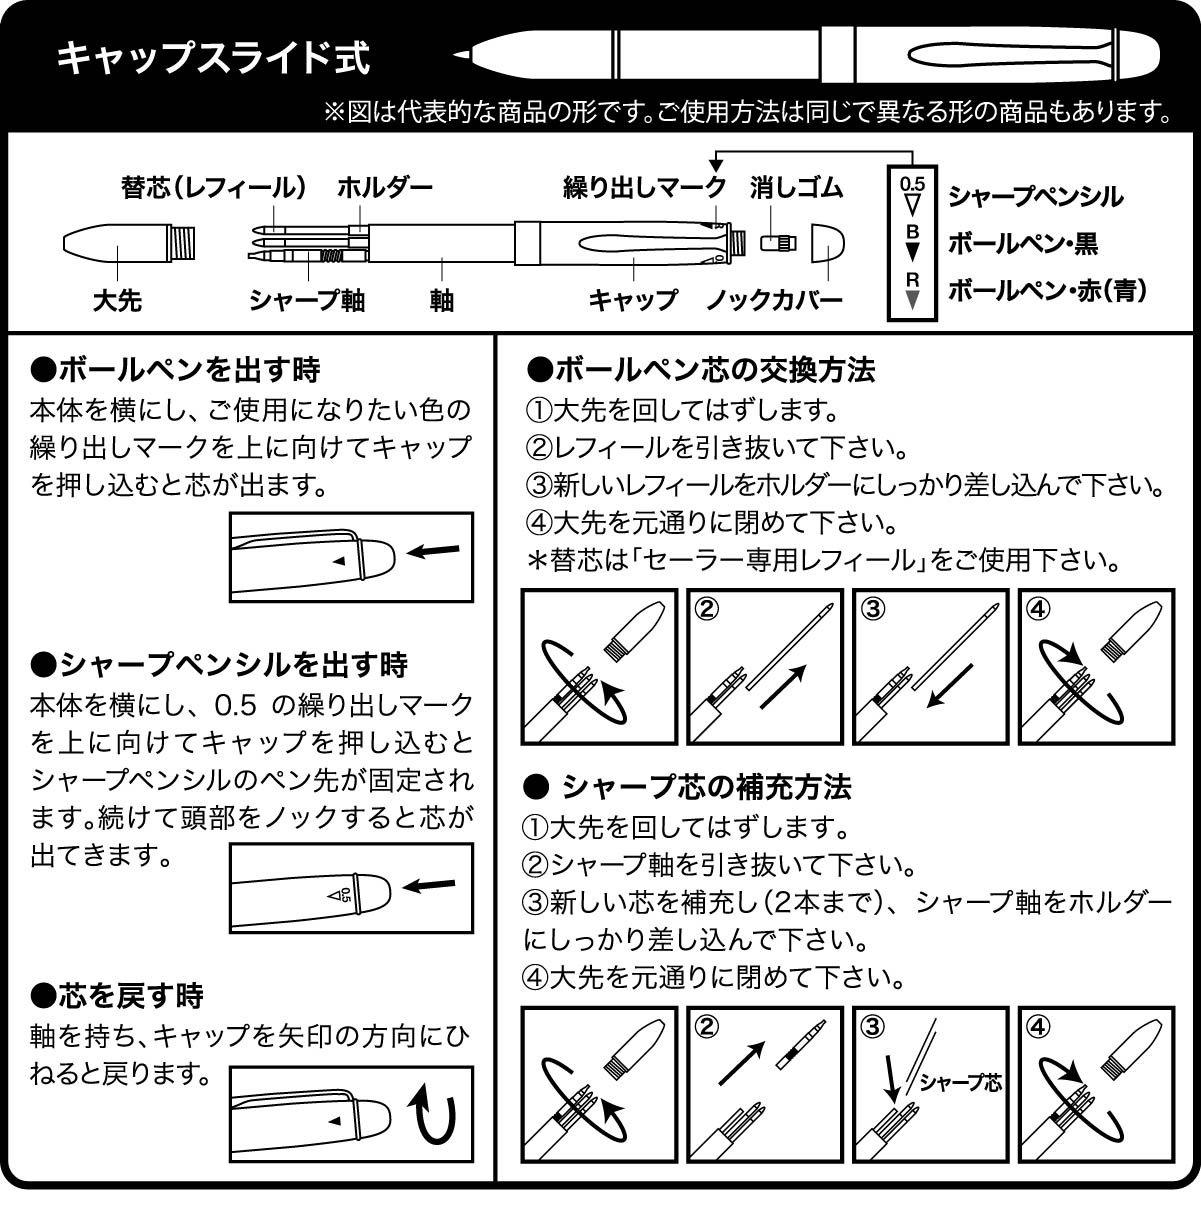 キャップスライド式
※図は代表的な商品の形です。ご使用方法は同じで異なる形の商品もあります。
替芯（レフィール） ホルダー 繰り出しマーク 消しゴム
大先 シャープ軸 軸 キャップ ノックカバー
0.5 シャープペンシル
B ボールペン・黒
R ボールペン・赤（青）
●ボールペンを出す時
本体を横にし、ご使用になりたい色の
繰り出しマークを上に向けてキャップ
を押し込むと芯が出ます。
●シャープペンシルを出す時
本体を横にし、0.5 の繰り出しマーク
を上に向けてキャップを押し込むと
シャープペンシルのペン先が固定され
ます。続けて頭部をノックすると芯が
出てきます。
0.5
●芯を戻す時
軸を持ち、キャップを矢印の方向にひ
ねると戻ります。
●ボールペン芯の交換方法
①大先を回してはずします。
②レフィールを引き抜いて下さい。
③新しいレフィールをホルダーにしっかり差し込んで下さい。
④大先を元通りに閉めて下さい。
＊替芯は「セーラー専用レフィール」をご使用下さい。
② ③ ④
● シャープ芯の補充方法
①大先を回してはずします。
②シャープ軸を引き抜いて下さい。
③新しい芯を補充し（2本まで）、シャープ軸をホルダー
にしっかり差し込んで下さい。
④大先を元通りに閉めて下さい。
② ③ ④
シャープ芯